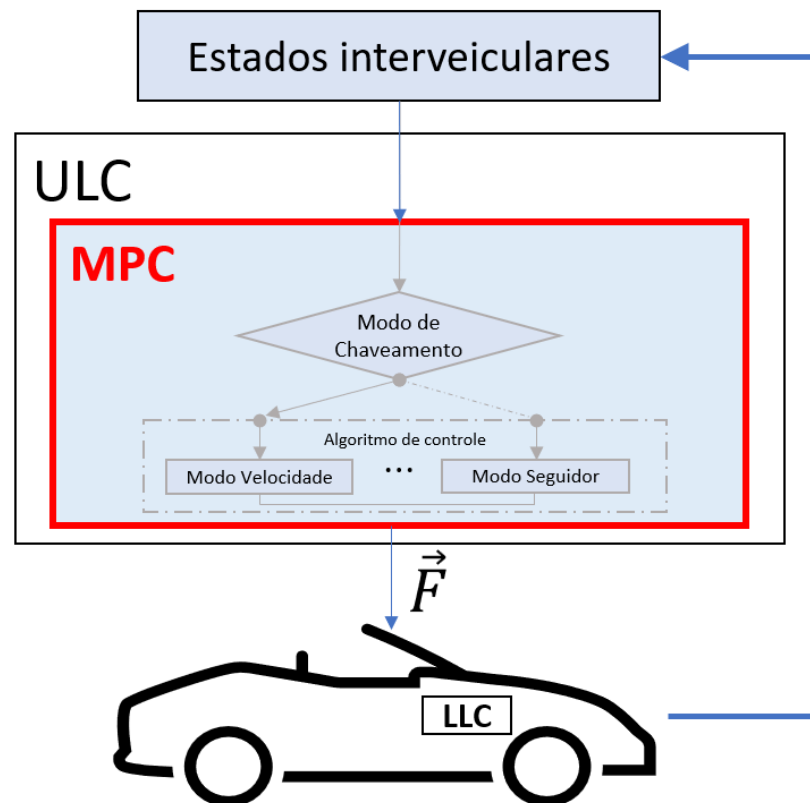 Estados interveiculares
ULC
MPC
Modo de
Chaveamento
Algoritmo de controle
Modo Velocidade
...
Modo Seguidor
F⃗
LLC